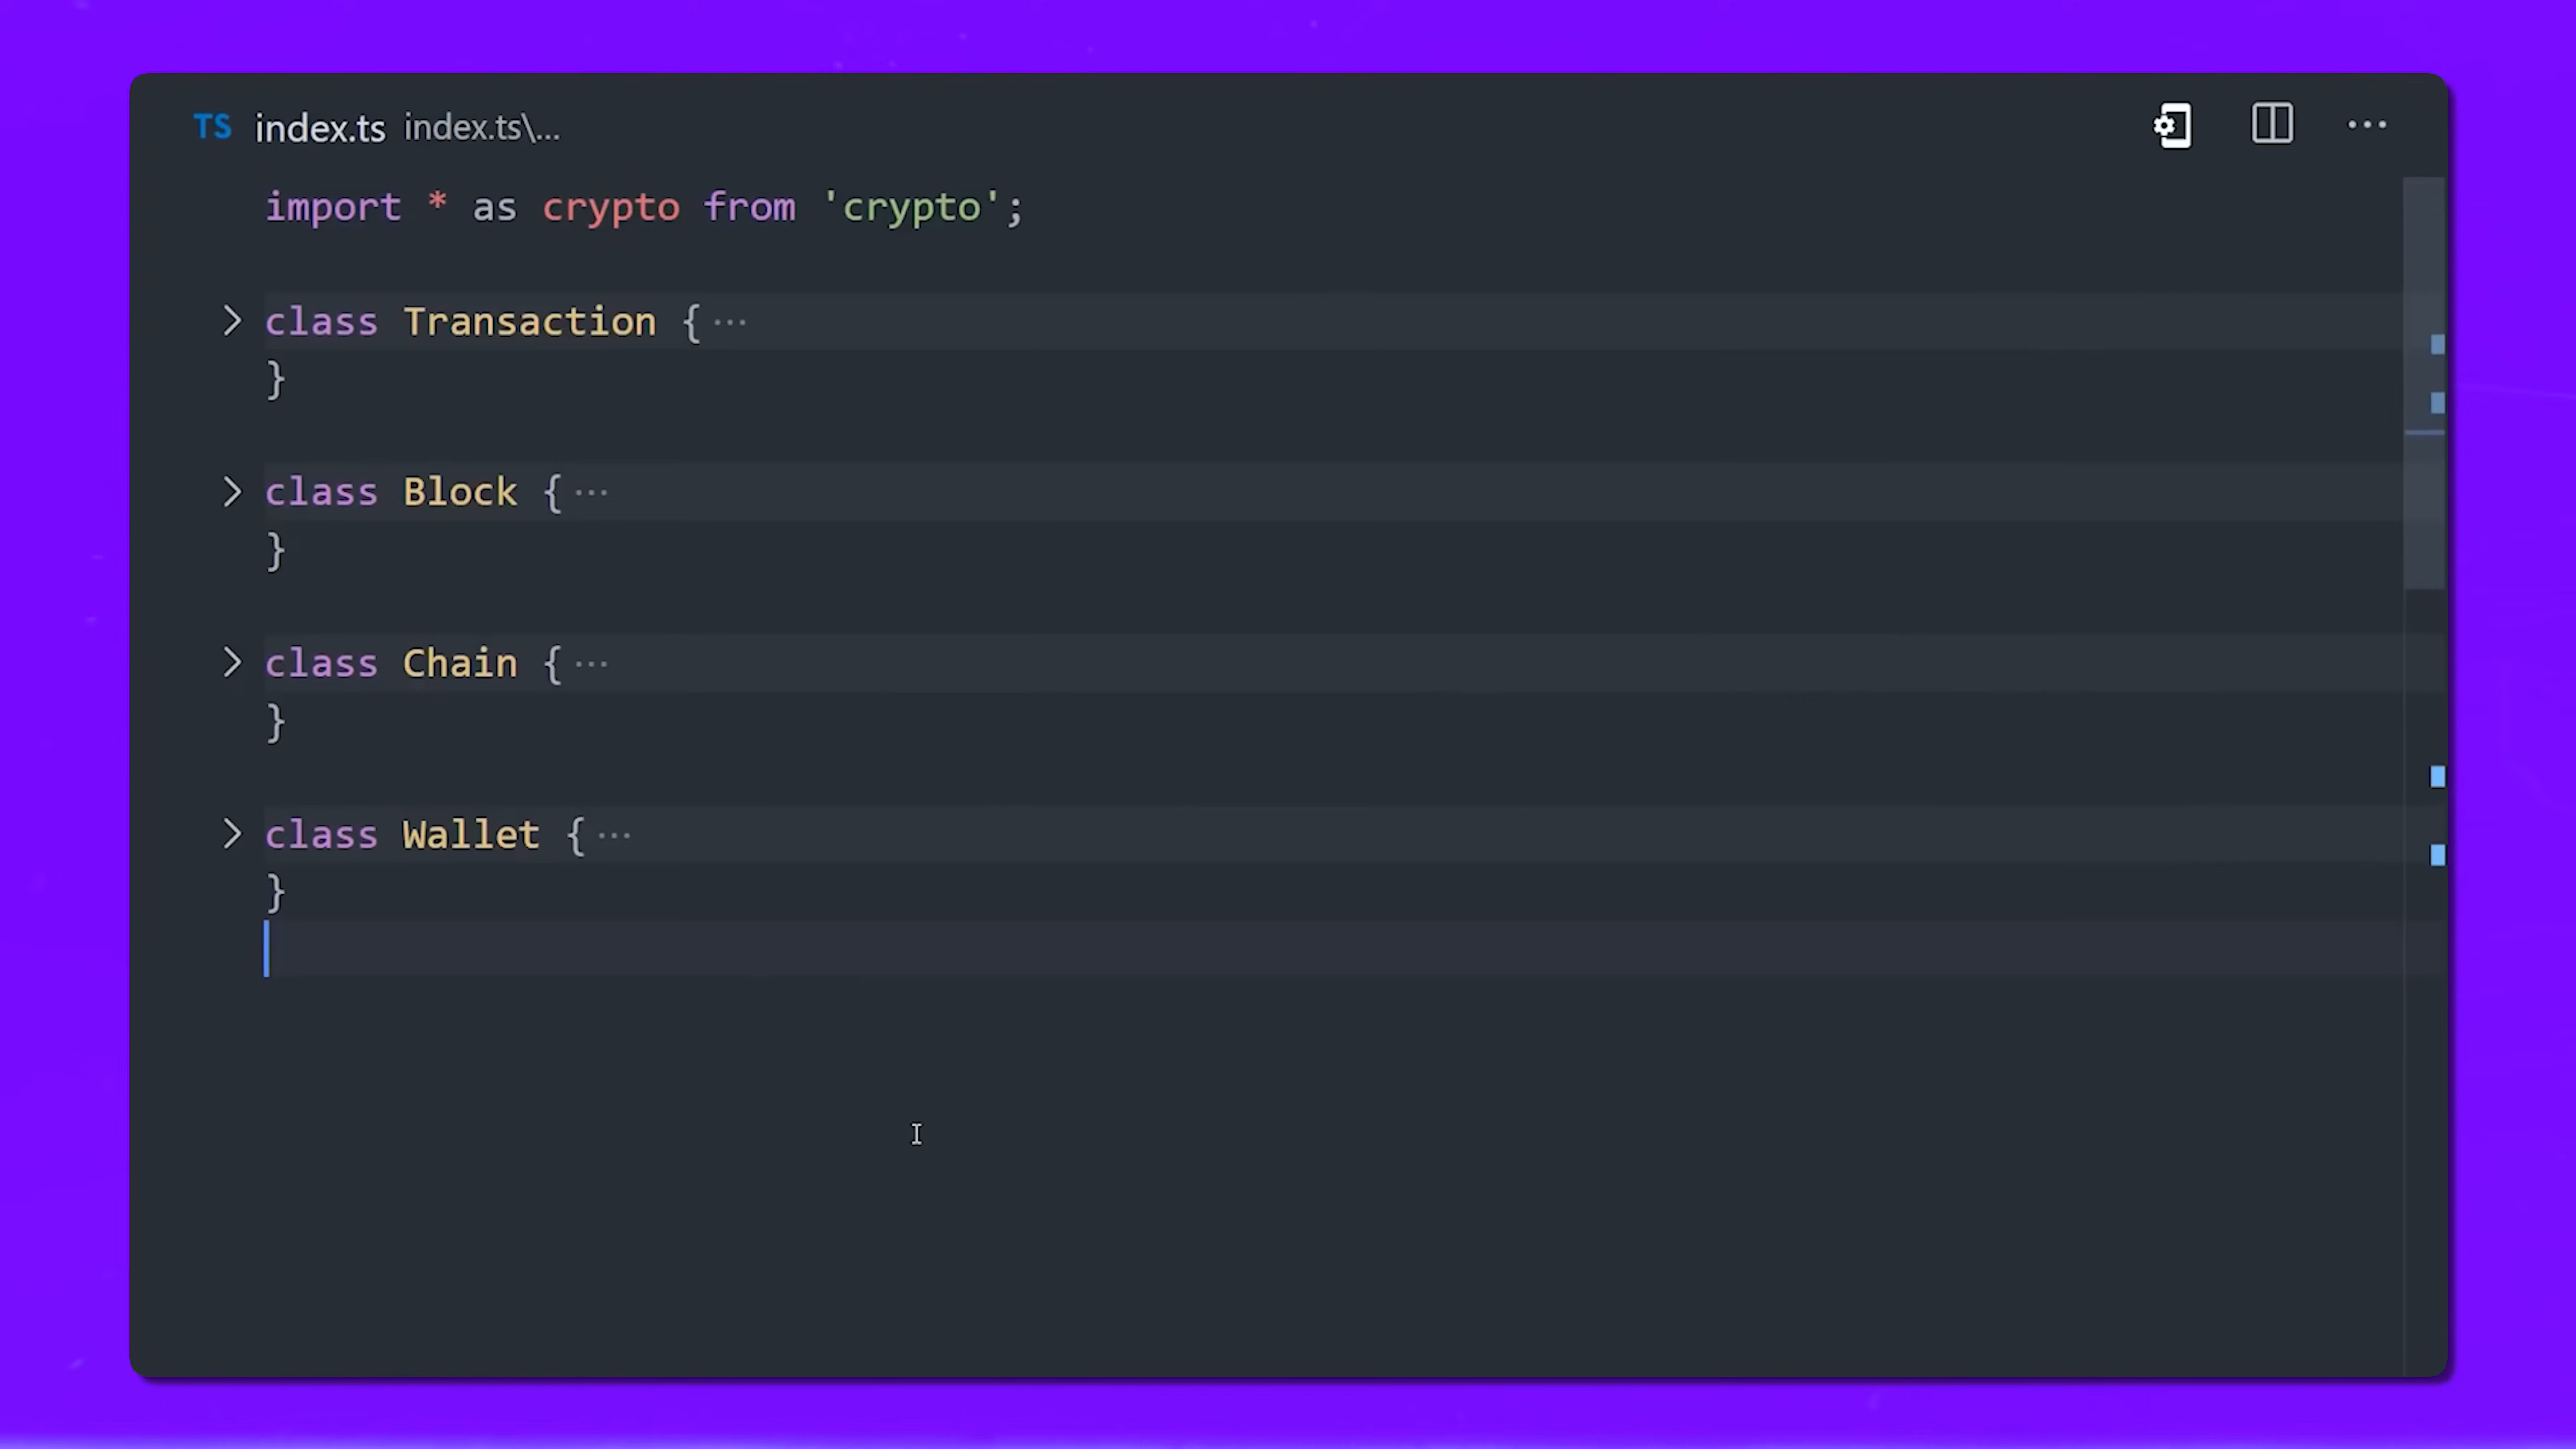 TS index.ts index.ts\...
import * as crypto from 'crypto';
class Transaction {···
}
class Block {···
}
class Chain {···
}
class Wallet {···
}